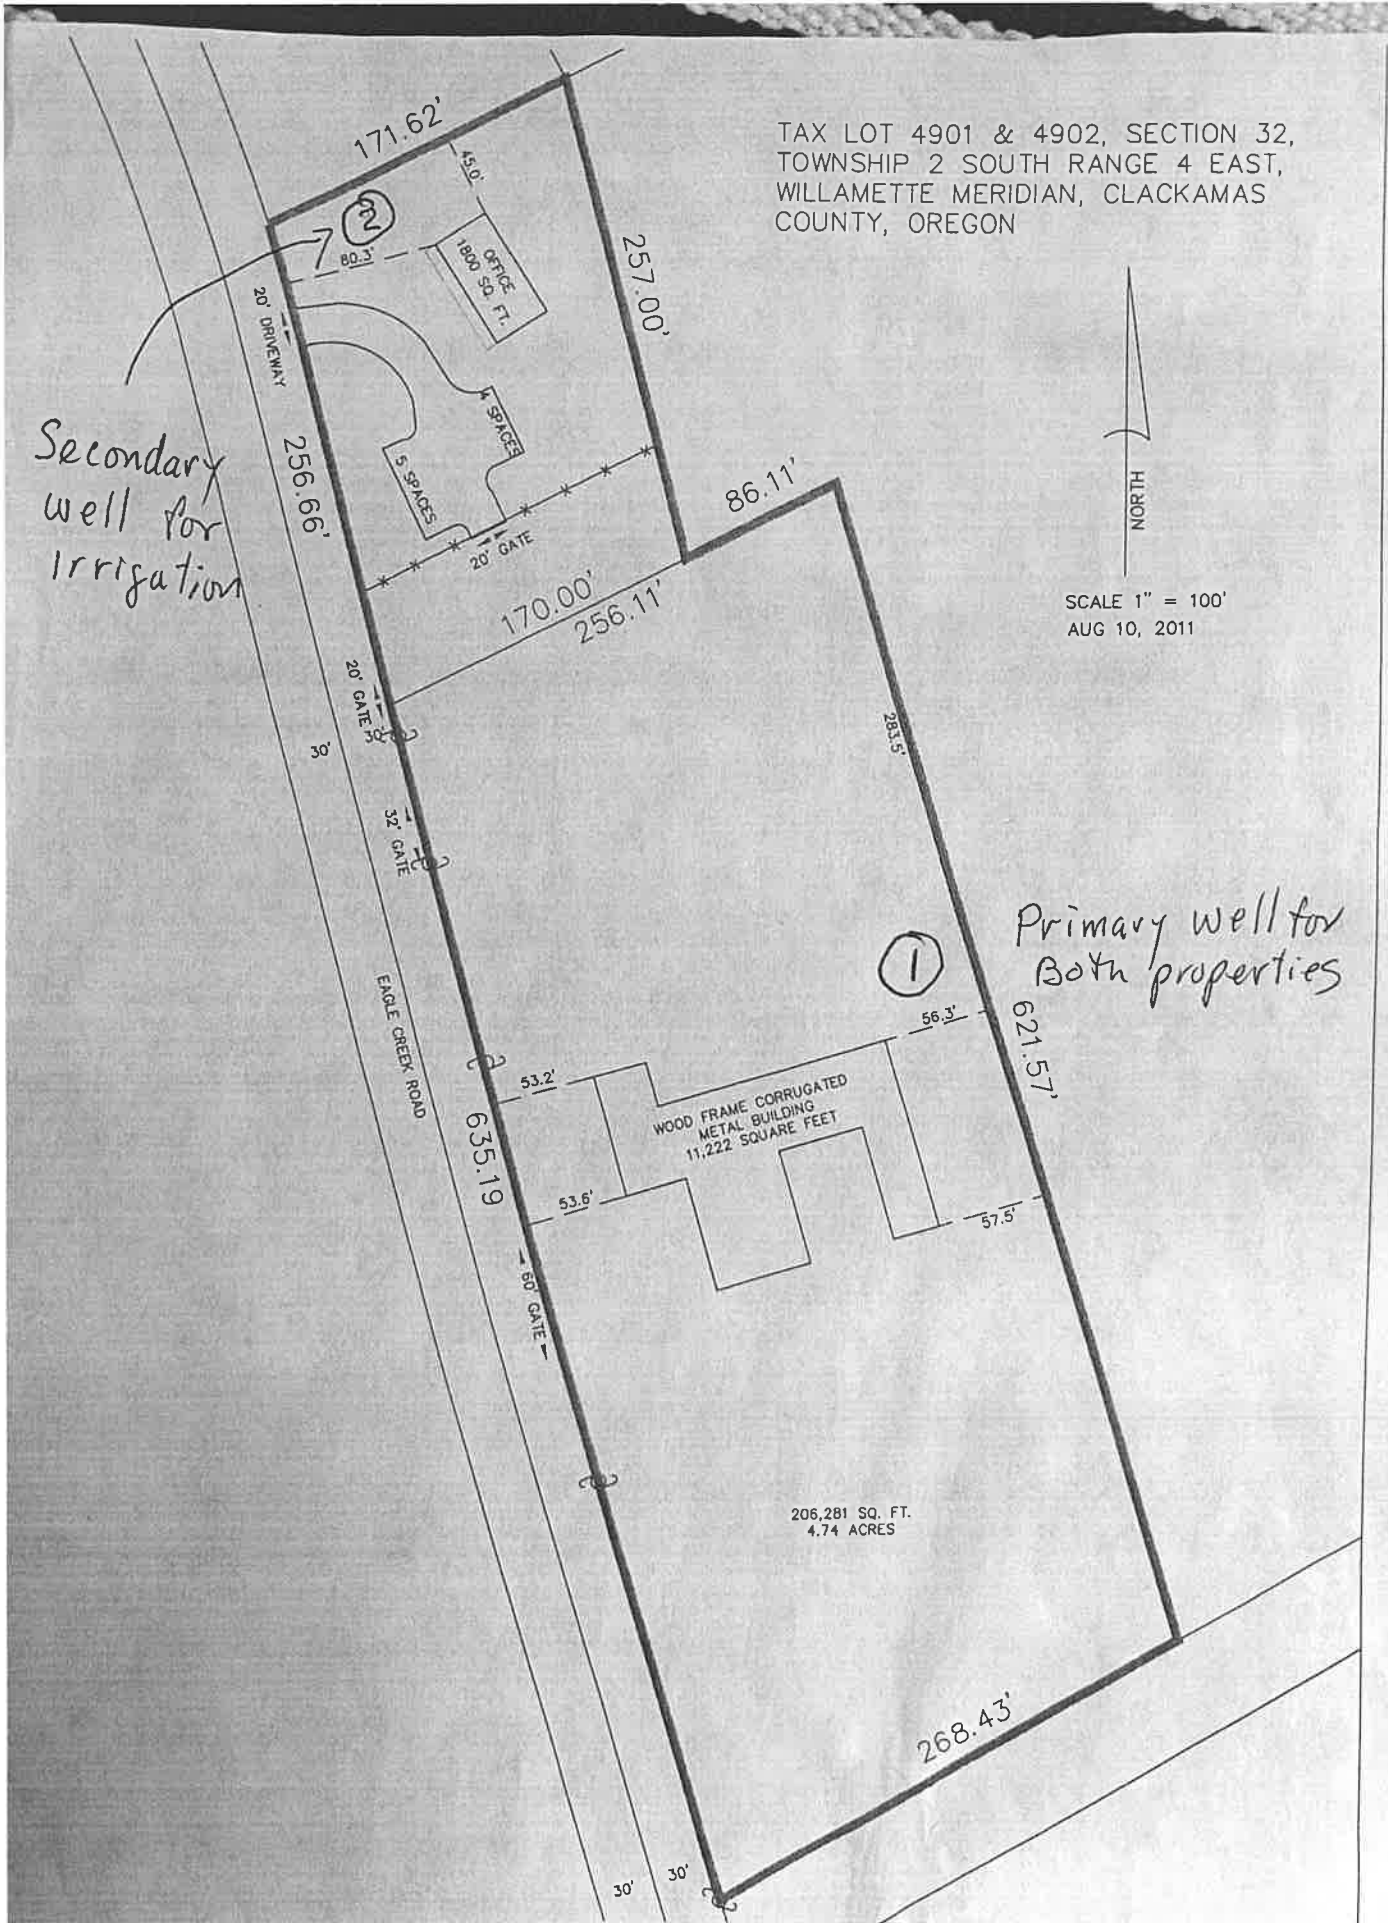 TAX LOT 4901 & 4902, SECTION 32,
TOWNSHIP 2 SOUTH RANGE 4 EAST,
WILLAMETTE MERIDIAN, CLACKAMAS
COUNTY, OREGON
171.62'
45.0'
2
80.3'
OFFICE
1800 SQ. FT.
257.00'
20' DRIVEWAY
4 SPACES
5 SPACES
256.66'
Secondary
well for
Irrigation
20' GATE
86.11'
NORTH
SCALE 1" = 100'
AUG 10, 2011
170.00'
256.11'
20' GATE
30'
30'
283.5'
32' GATE
1
Primary well for
Both properties
EAGLE CREEK ROAD
56.3'
621.57'
53.2'
WOOD FRAME CORRUGATED
METAL BUILDING
11,222 SQUARE FEET
635.19
53.6'
57.5'
60' GATE
206,281 SQ. FT.
4.74 ACRES
268.43'
30'
30'